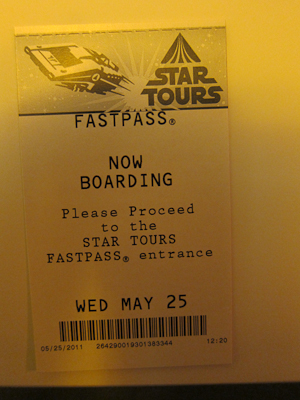 STAR
TOURS
FASTPASS®
NOW
BOARDING
Please Proceed
to the
STAR TOURS
FASTPASS® entrance
WED MAY 25
05/25/2011 264290019301383344 12:20